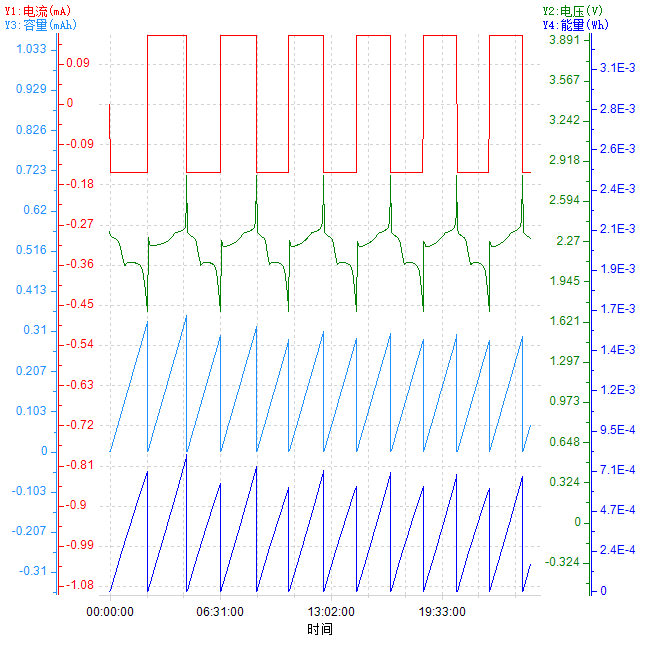 Y1:电流(mA) Y2:电压(V)
Y3:容量(mAh) Y4:能量(Wh)
1.033 0.09 3.891 3.1E-3
0.929 0 3.567 2.8E-3
0.826 -0.09 3.242 2.6E-3
0.723 -0.18 2.918 2.4E-3
0.62 -0.27 2.594 2.1E-3
0.516 -0.36 2.27 1.9E-3
0.413 -0.45 1.945 1.7E-3
0.31 -0.54 1.621 1.4E-3
0.207 -0.63 1.297 1.2E-3
0.103 -0.72 0.973 9.5E-4
0 -0.81 0.648 7.1E-4
-0.103 -0.9 0.324 4.7E-4
-0.207 -0.99 0 2.4E-4
-0.31 -1.08 -0.324 0
00:00:00 06:31:00 13:02:00 19:33:00
时间